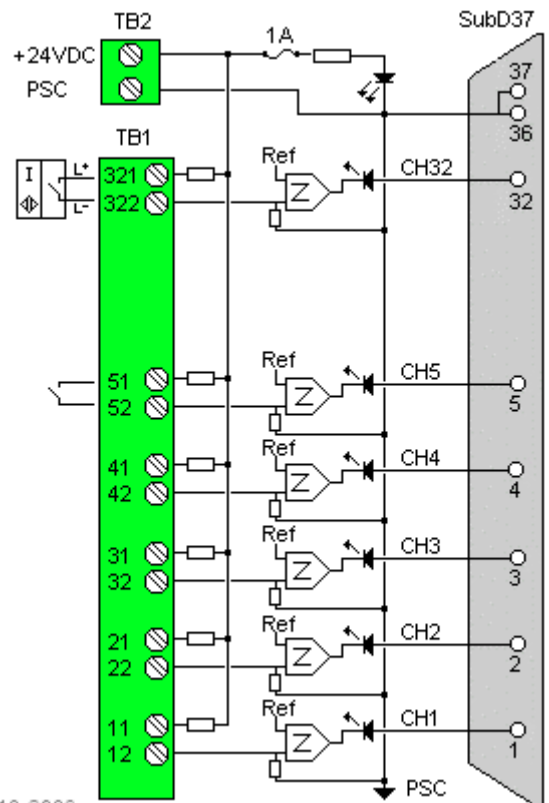 TB2
SubD37
+24VDC
1A
37
PSC
36
TB1
I
L+
L-
321
322
Ref
Z
CH32
32
51
52
Ref
Z
CH5
5
41
42
Ref
Z
CH4
4
31
32
Ref
Z
CH3
3
21
22
Ref
Z
CH2
2
11
12
Ref
Z
CH1
1
PSC